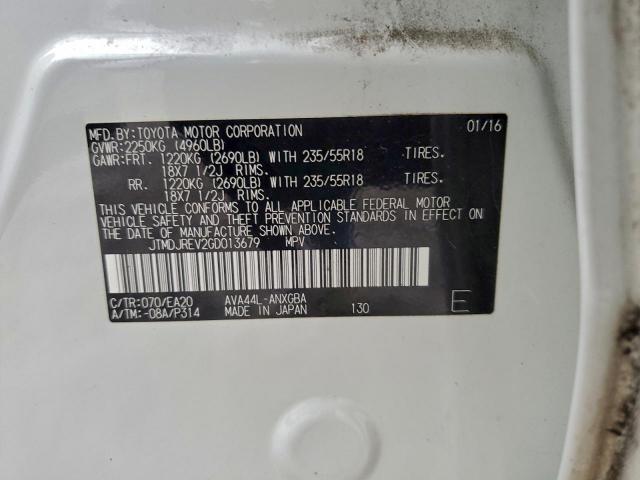 MFD.BY:TOYOTA MOTOR CORPORATION 01/16
GVWR:2250KG (4960LB)
GAWR:FRT. 1220KG (2690LB) WITH 235/55R18 TIRES.
18X7 1/2J RIMS.
RR. 1220KG (2690LB) WITH 235/55R18 TIRES.
18X7 1/2J RIMS.
THIS VEHICLE CONFORMS TO ALL APPLICABLE FEDERAL MOTOR
VEHICLE SAFETY AND THEFT PREVENTION STANDARDS IN EFFECT ON
THE DATE OF MANUFACTURE SHOWN ABOVE.
JTMDJREV2GD013679 MPV
C/TR:070/EA20 AVA44L-ANXGBA
A/TM:-08A/P314 MADE IN JAPAN 130 E